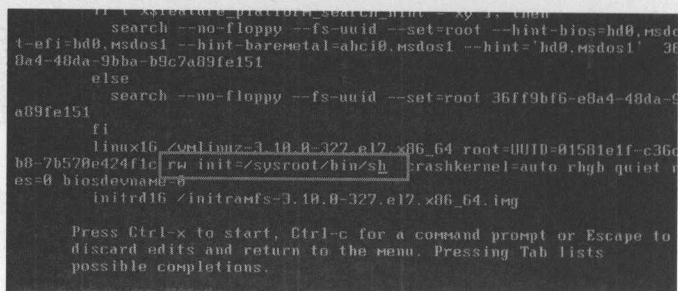 if [ x$feature_platform_search_hint = xy ]; then
search --no-floppy --fs-uuid --set=root --hint-bios=hd0,msdo
t-efi=hd0,msdos1 --hint-baremetal=ahci0,msdos1 --hint='hd0,msdos1' 36
8a4-48da-9bba-b9c7a89fe151
else
search --no-floppy --fs-uuid --set=root 36ff9bf6-e8a4-48da-9
a89fe151
fi
linux16 /vmlinuz-3.10.0-327.el7.x86_64 root=UUID=01581e1f-c36c
b8-7b570e424f1c rw init=/sysroot/bin/sh crashkernel=auto rhgb quiet n
es=0 biosdevname=0
initrd16 /initramfs-3.10.0-327.el7.x86_64.img
Press Ctrl-x to start, Ctrl-c for a command prompt or Escape to
discard edits and return to the menu. Pressing Tab lists
possible completions.